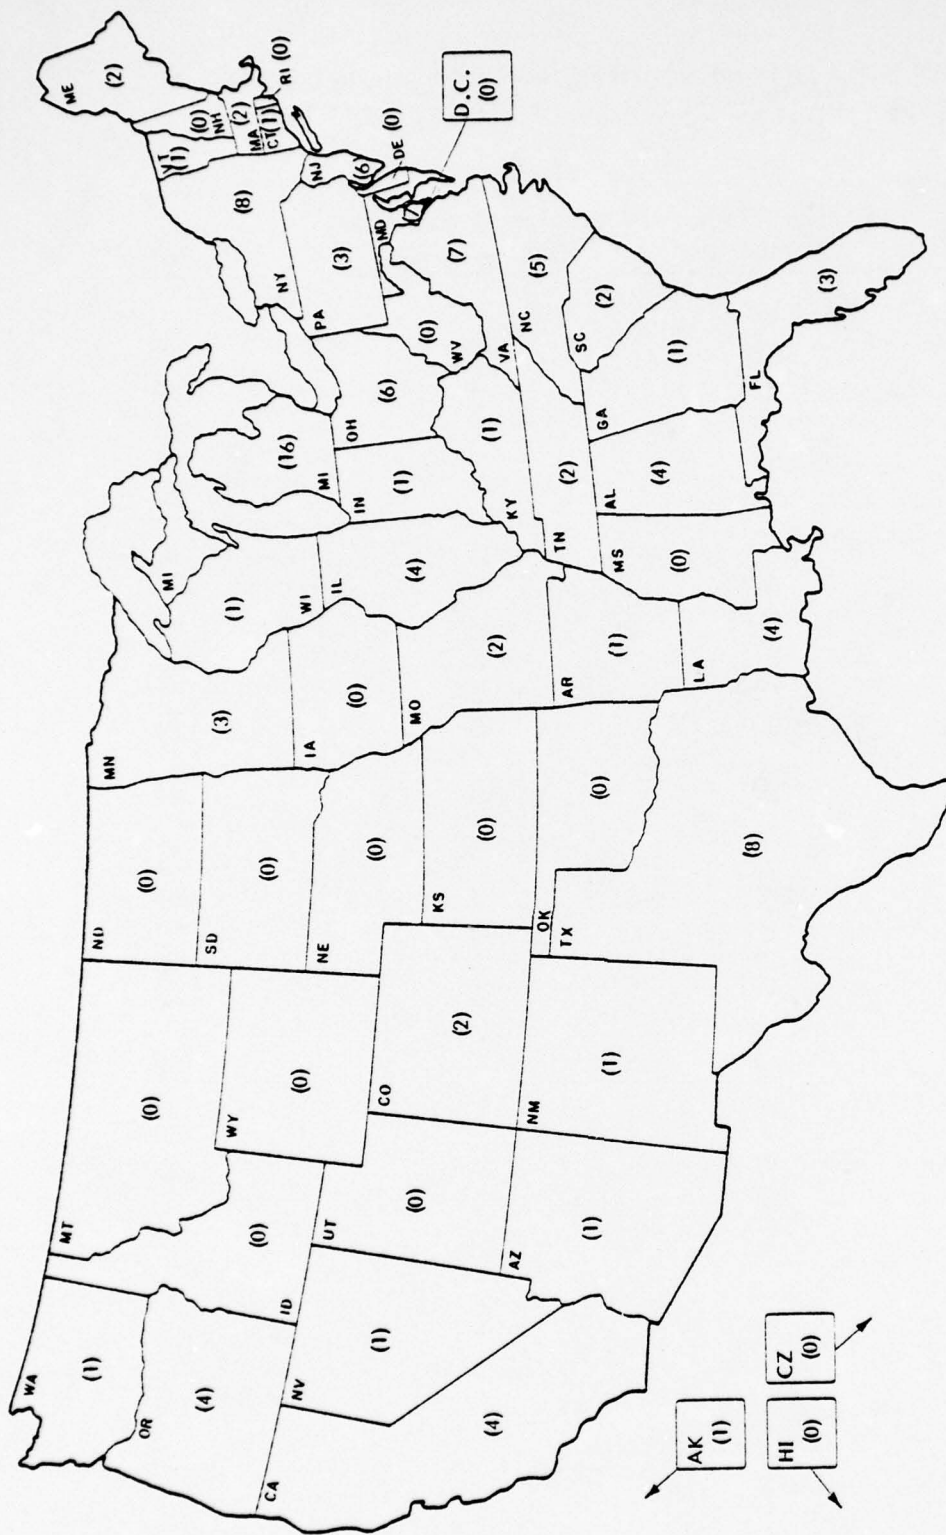 WA
(1)
MT
(0)
ND
(0)
MN
(3)
MI
WI
(1)
MI
(16)
NY
(8)
VT
(1)
(0)
NH
ME
(2)
MA
(2)
CT
(1)
RI (0)
OR
(4)
ID
(0)
WY
(0)
SD
(0)
IA
(0)
IL
(4)
IN
(1)
OH
(6)
PA
(3)
NJ
(6)
DE (0)
MD
D.C.
(0)
CA
(4)
NV
(1)
UT
(0)
CO
(2)
NE
(0)
KS
(0)
MO
(2)
KY
(1)
WV
(0)
VA
(7)
AZ
(1)
NM
(1)
OK
(0)
TX
(8)
AR
(1)
TN
(2)
NC
(5)
SC
(2)
LA
(4)
MS
(0)
AL
(4)
GA
(1)
FL
(3)
AK
(1)
HI
(0)
CZ
(0)